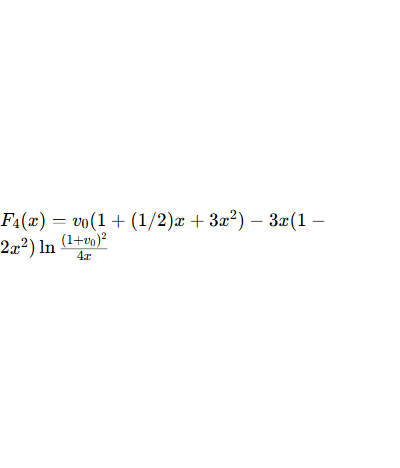 F₄(x) = v₀(1 + (1/2)x + 3x²) − 3x(1 −
2x²) ln (1+v₀)²/4x